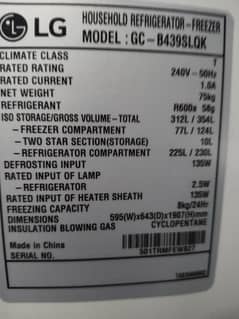 LG HOUSEHOLD REFRIGERATOR-FREEZER
MODEL : GC-B439SLQK
CLIMATE CLASS T
RATED RATING 240V~50Hz
RATED CURRENT 1.0A
NET WEIGHT 75kg
REFRIGERANT R600a 58g
ISO STORAGE/GROSS VOLUME-TOTAL 312L / 354L
-FREEZER COMPARTMENT 77L / 124L
-TWO STAR SECTION(STORAGE) 10L
-REFRIGERATOR COMPARTMENT 225L / 230L
DEFROSTING INPUT 135W
RATED INPUT OF LAMP
-REFRIGERATOR 2.5W
RATED INPUT OF HEATER SHEATH 135W
FREEZING CAPACITY 8kg/24Hr
DIMENSIONS 595(W)x643(D)x1907(H)mm
INSULATION BLOWING GAS CYCLOPENTANE
Made in China
SERIAL NO.